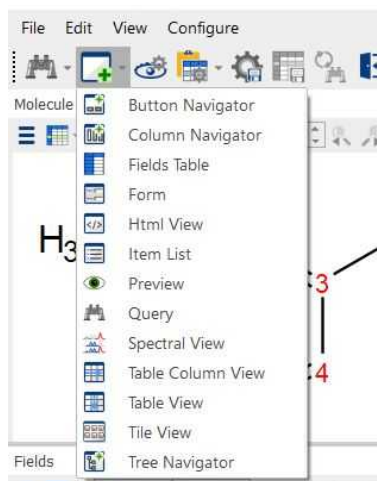 File Edit View Configure
Molecule
Button Navigator
Column Navigator
Fields Table
Form
Html View
H3
Item List
Preview
3
Query
Spectral View
Table Column View
4
Table View
Tile View
Fields
Tree Navigator